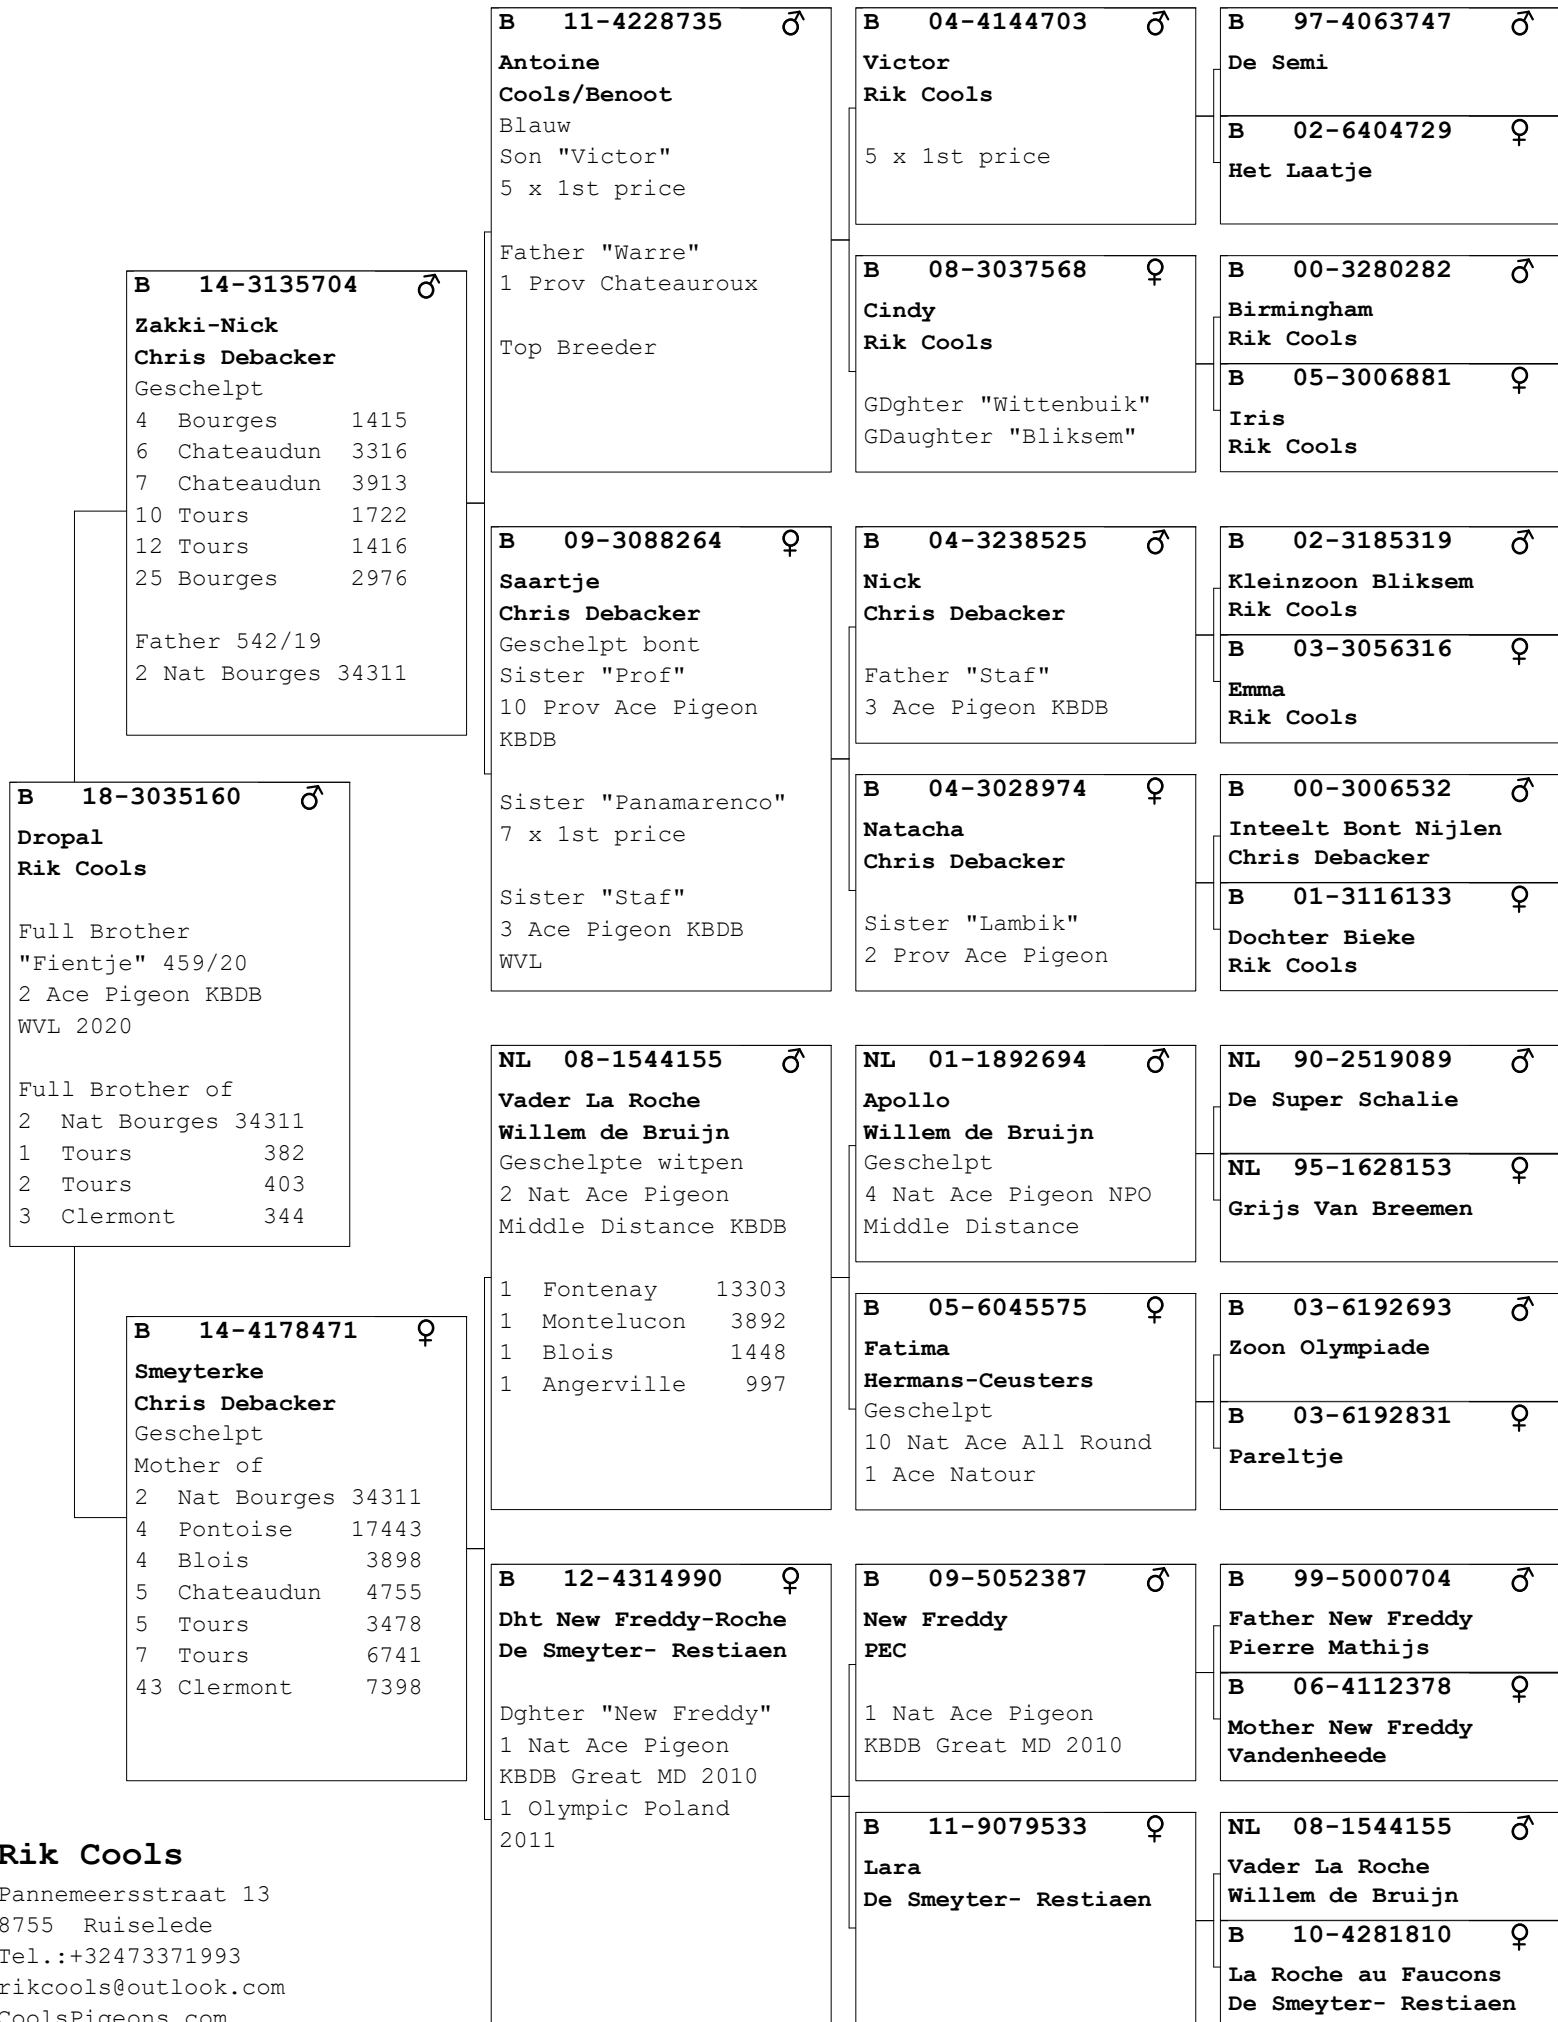 B 18-3035160 ♂
Dropal
Rik Cools
Full Brother
"Fientje" 459/20
2 Ace Pigeon KBDB
WVL 2020
Full Brother of
2 Nat Bourges 34311
1 Tours 382
2 Tours 403
3 Clermont 344
B 14-3135704 ♂
Zakki-Nick
Chris Debacker
Geschelpt
4 Bourges 1415
6 Chateaudun 3316
7 Chateaudun 3913
10 Tours 1722
12 Tours 1416
25 Bourges 2976
Father 542/19
2 Nat Bourges 34311
B 14-4178471 ♀
Smeyterke
Chris Debacker
Geschelpt
Mother of
2 Nat Bourges 34311
4 Pontoise 17443
4 Blois 3898
5 Chateaudun 4755
5 Tours 3478
7 Tours 6741
43 Clermont 7398
B 11-4228735 ♂
Antoine
Cools/Benoot
Blauw
Son "Victor"
5 x 1st price
Father "Warre"
1 Prov Chateauroux
Top Breeder
B 09-3088264 ♀
Saartje
Chris Debacker
Geschelpt bont
Sister "Prof"
10 Prov Ace Pigeon
KBDB
Sister "Panamarenco"
7 x 1st price
Sister "Staf"
3 Ace Pigeon KBDB
WVL
NL 08-1544155 ♂
Vader La Roche
Willem de Bruijn
Geschelpte witpen
2 Nat Ace Pigeon
Middle Distance KBDB
1 Fontenay 13303
1 Montelucon 3892
1 Blois 1448
1 Angerville 997
B 12-4314990 ♀
Dht New Freddy-Roche
De Smeyter- Restiaen
Dghter "New Freddy"
1 Nat Ace Pigeon
KBDB Great MD 2010
1 Olympic Poland
2011
B 04-4144703 ♂
Victor
Rik Cools
5 x 1st price
B 08-3037568 ♀
Cindy
Rik Cools
GDghter "Wittenbuik"
GDaughter "Bliksem"
B 04-3238525 ♂
Nick
Chris Debacker
Father "Staf"
3 Ace Pigeon KBDB
B 04-3028974 ♀
Natacha
Chris Debacker
Sister "Lambik"
2 Prov Ace Pigeon
NL 01-1892694 ♂
Apollo
Willem de Bruijn
Geschelpt
4 Nat Ace Pigeon NPO
Middle Distance
B 05-6045575 ♀
Fatima
Hermans-Ceusters
Geschelpt
10 Nat Ace All Round
1 Ace Natour
B 09-5052387 ♂
New Freddy
PEC
1 Nat Ace Pigeon
KBDB Great MD 2010
B 11-9079533 ♀
Lara
De Smeyter- Restiaen
B 97-4063747 ♂
De Semi
B 02-6404729 ♀
Het Laatje
B 00-3280282 ♂
Birmingham
Rik Cools
B 05-3006881 ♀
Iris
Rik Cools
B 02-3185319 ♂
Kleinzoon Bliksem
Rik Cools
B 03-3056316 ♀
Emma
Rik Cools
B 00-3006532 ♂
Inteelt Bont Nijlen
Chris Debacker
B 01-3116133 ♀
Dochter Bieke
Rik Cools
NL 90-2519089 ♂
De Super Schalie
NL 95-1628153 ♀
Grijs Van Breemen
B 03-6192693 ♂
Zoon Olympiade
B 03-6192831 ♀
Pareltje
B 99-5000704 ♂
Father New Freddy
Pierre Mathijs
B 06-4112378 ♀
Mother New Freddy
Vandenheede
NL 08-1544155 ♂
Vader La Roche
Willem de Bruijn
B 10-4281810 ♀
La Roche au Faucons
De Smeyter- Restiaen
Rik Cools
Pannemeersstraat 13
8755 Ruiselede
Tel.:+32473371993
rikcools@outlook.com
CoolsPigeons.com